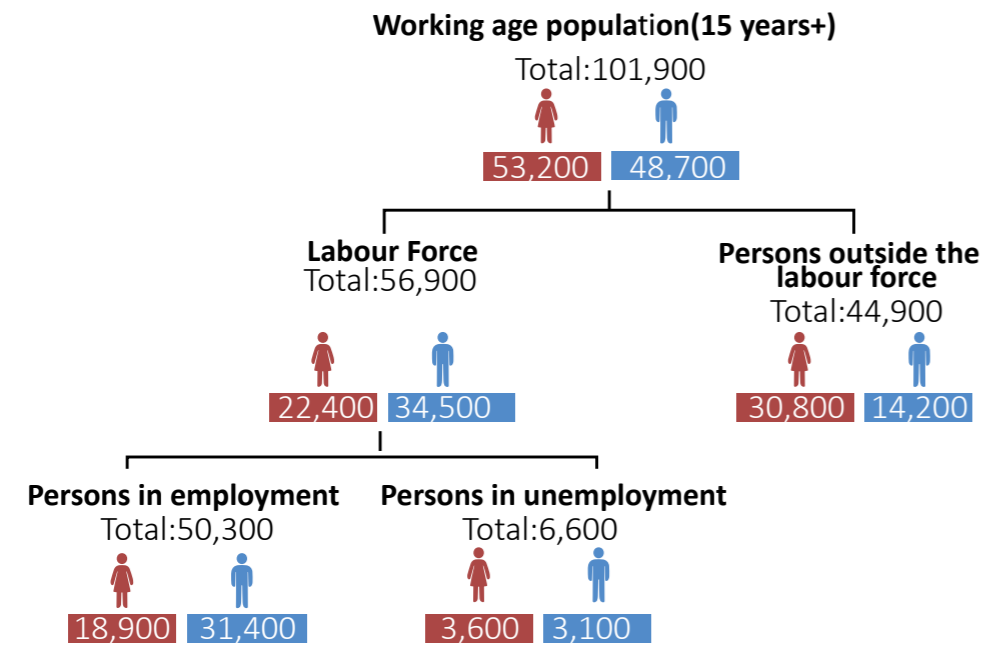 Working age population(15 years+)
Total:101,900
53,200 48,700
Labour Force
Total:56,900
22,400 34,500
Persons outside the
labour force
Total:44,900
30,800 14,200
Persons in employment
Total:50,300
18,900 31,400
Persons in unemployment
Total:6,600
3,600 3,100